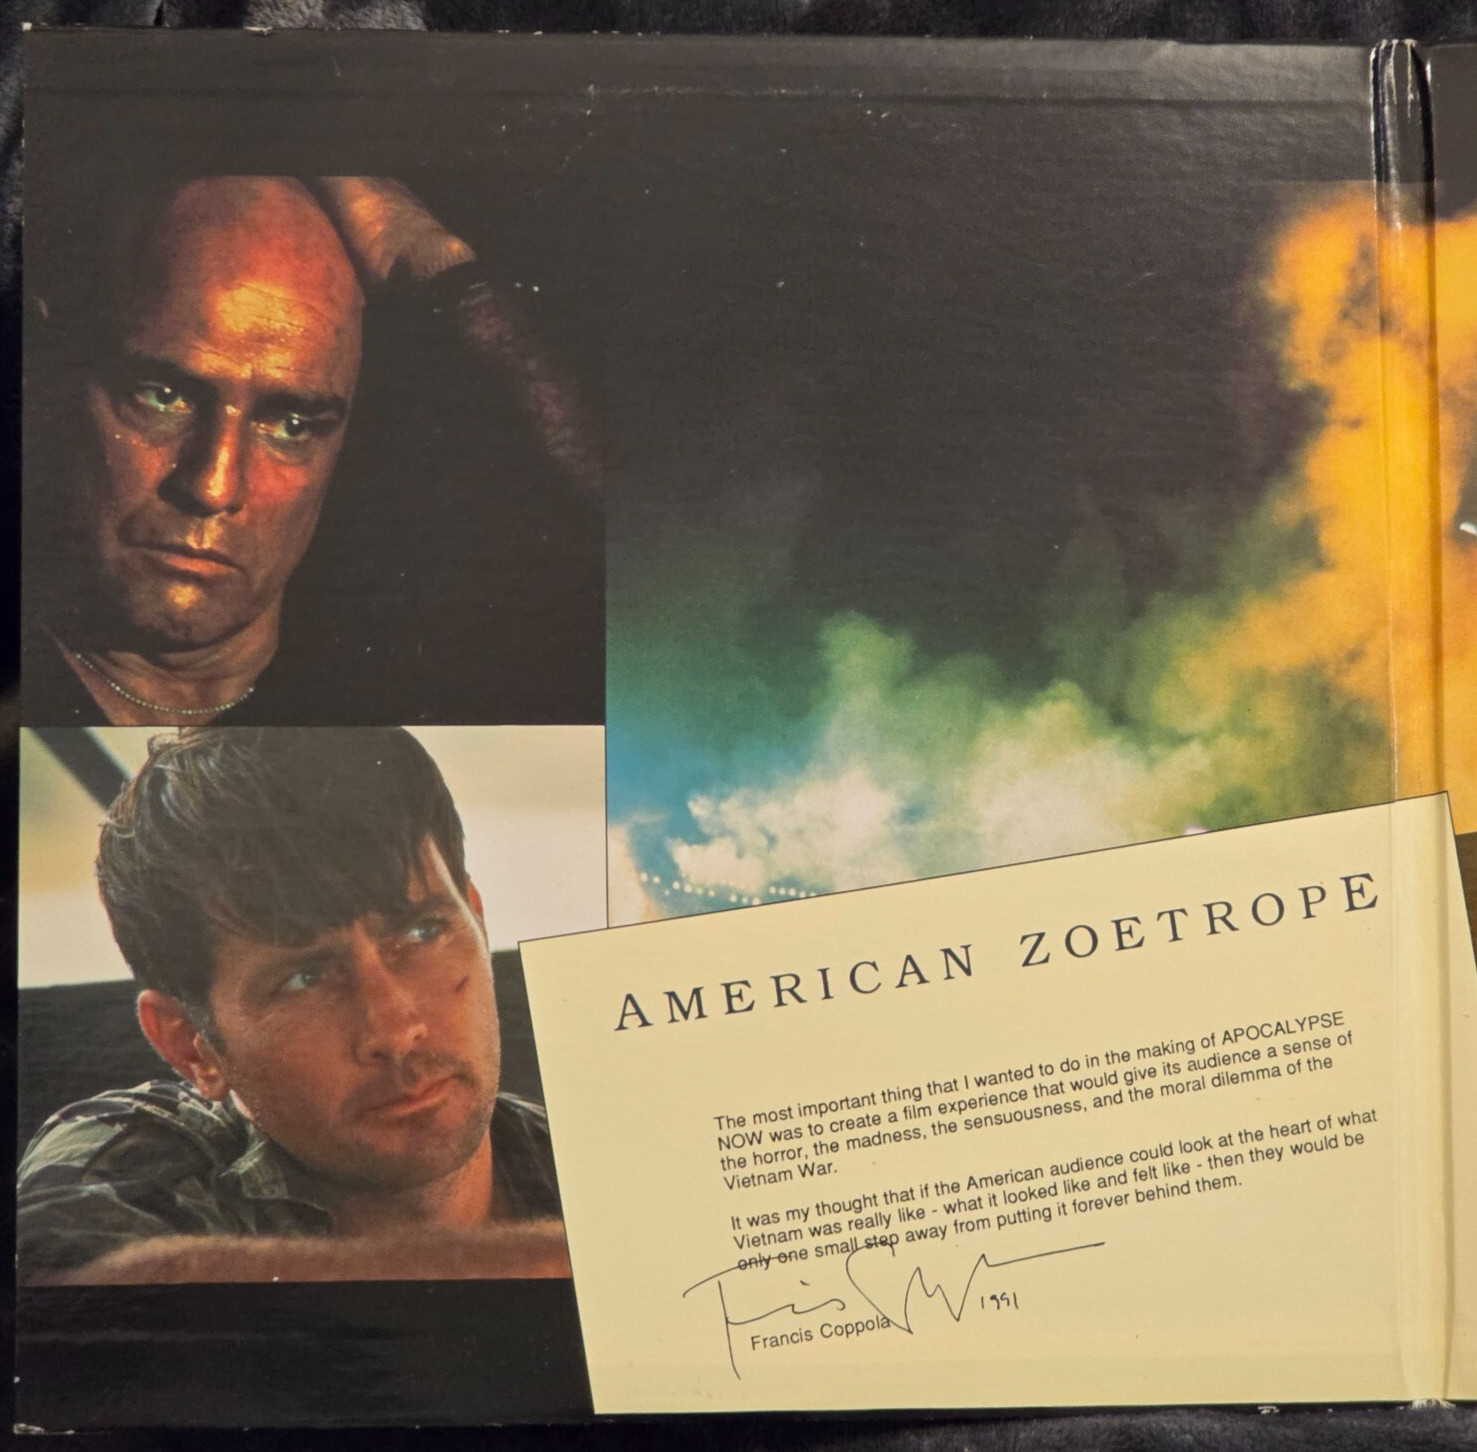 AMERICAN ZOETROPE
The most important thing that I wanted to do in the making of APOCALYPSE
NOW was to create a film experience that would give its audience a sense of
the horror, the madness, the sensuousness, and the moral dilemma of the
Vietnam War.
It was my thought that if the American audience could look at the heart of what
Vietnam was really like - what it looked like and felt like - then they would be
only one small step away from putting it forever behind them.
1991
Francis Coppola